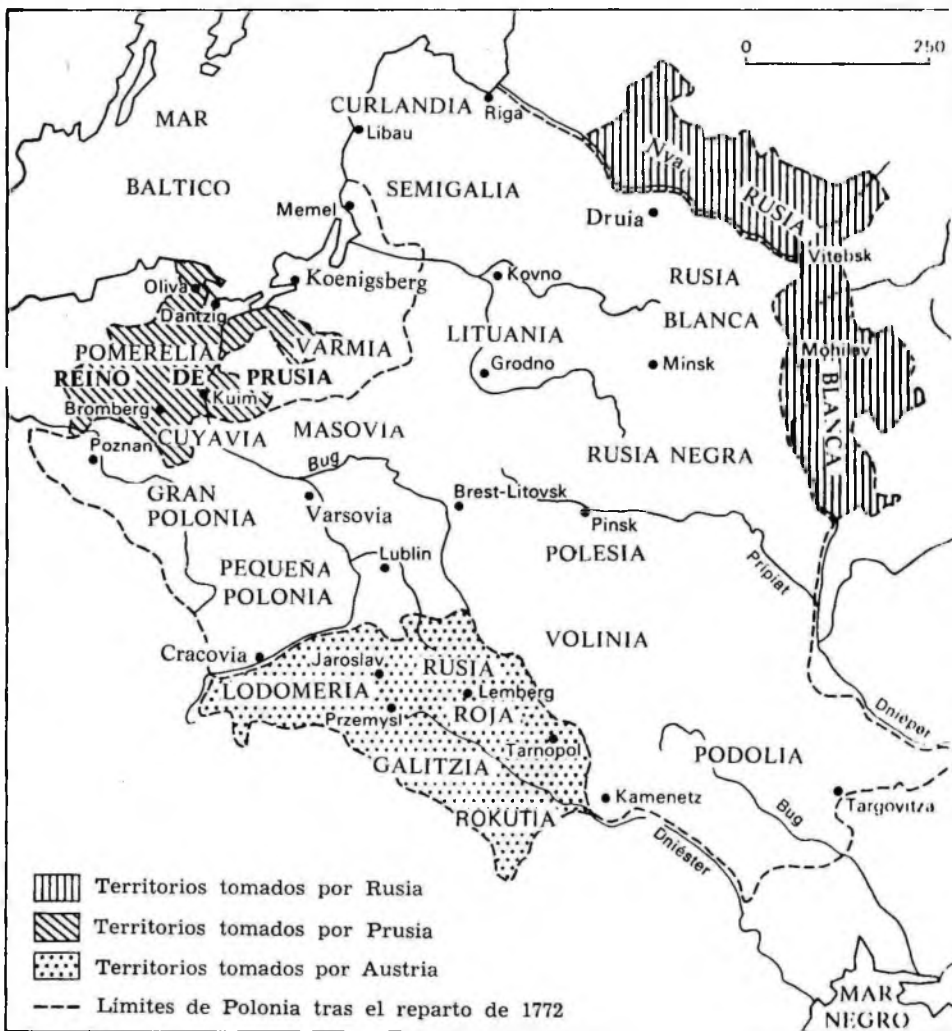 0 250
MAR
BALTICO
CURLANDIA
Riga
Libau
SEMIGALIA
Memel
Nva.
RUSIA
Druia
Vitebsk
RUSIA
BLANCA
Oliva
Koenigsberg
Kovno
Dantzig
LITUANIA
POMERELIA
VARMIA
Grodno
Minsk
Mohilev
BLANCA
REINO DE PRUSIA
Kuim
Bromberg
CUYAVIA
MASOVIA
RUSIA NEGRA
Poznan
Bug
GRAN
POLONIA
Varsovia
Brest-Litovsk
Pinsk
Lublin
POLESIA
Pripiat
PEQUEÑA
POLONIA
VOLINIA
Cracovia
Jaroslav
RUSIA
LODOMERIA
Lemberg
ROJA
Przemysl
Tarnopol
Dniéper
GALITZIA
PODOLIA
ROKUTIA
Kamenetz
Bug
Targovitza
Dniéster
Territorios tomados por Rusia
Territorios tomados por Prusia
Territorios tomados por Austria
Límites de Polonia tras el reparto de 1772
MAR
NEGRO